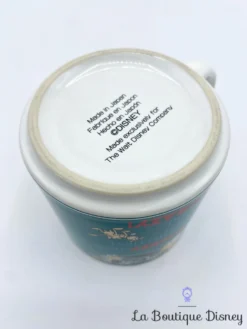 Made in Japan
Fabriqué en Japon
Hecho en Japón
©DISNEY
Made exclusively for
The Walt Disney Company
La Boutique Disney